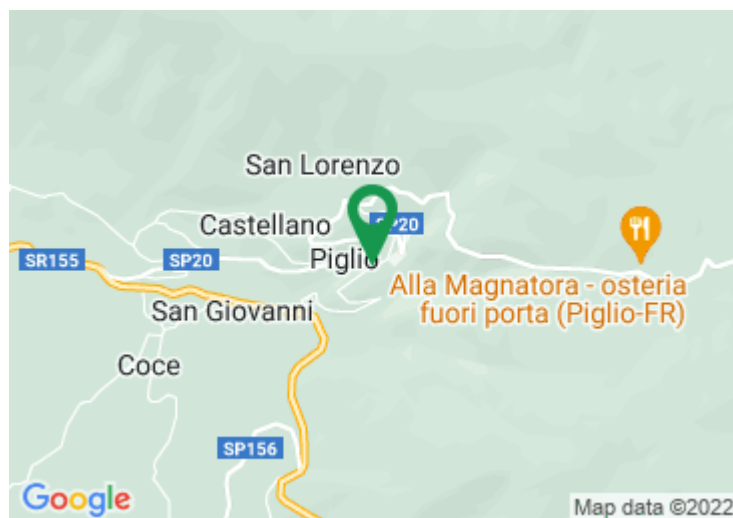 San Lorenzo
Castellano
SP20
Piglio
SR155
SP20
Alla Magnatora - osteria
fuori porta (Piglio-FR)
San Giovanni
Coce
SP156
Google
Map data ©2022